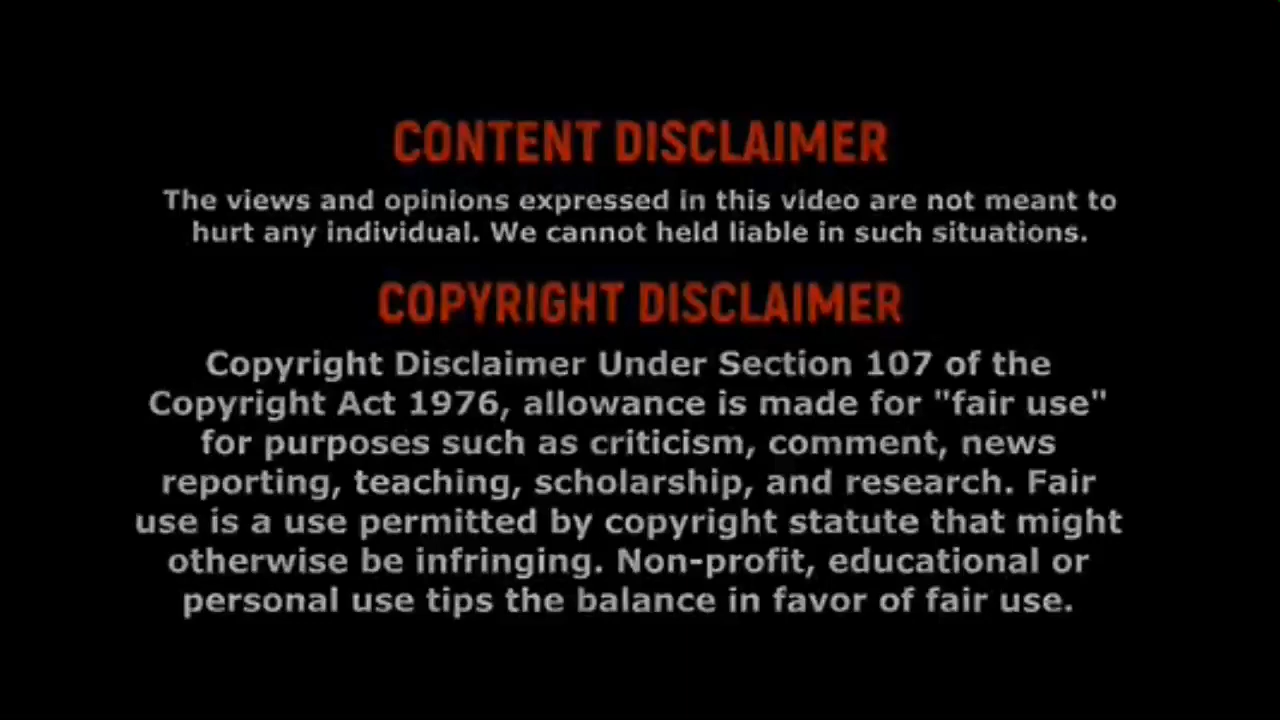 CONTENT DISCLAIMER
The views and opinions expressed in this video are not meant to
hurt any individual. We cannot held liable in such situations.
COPYRIGHT DISCLAIMER
Copyright Disclaimer Under Section 107 of the
Copyright Act 1976, allowance is made for "fair use"
for purposes such as criticism, comment, news
reporting, teaching, scholarship, and research. Fair
use is a use permitted by copyright statute that might
otherwise be infringing. Non-profit, educational or
personal use tips the balance in favor of fair use.